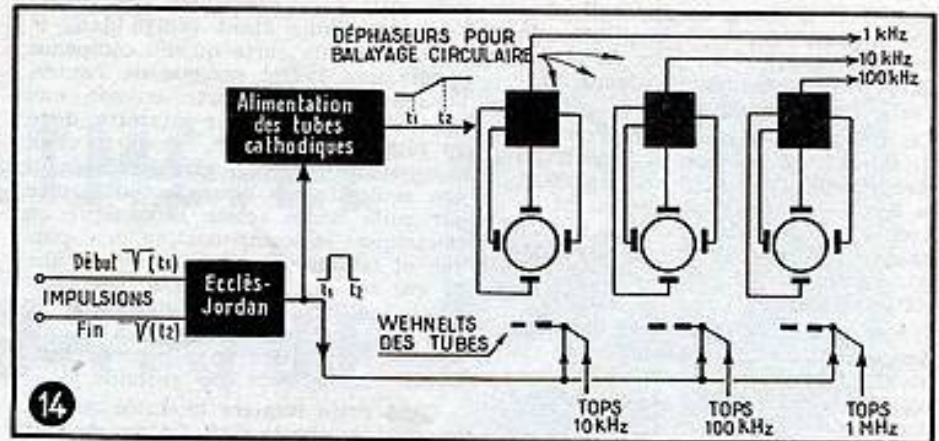 DÉPHASEURS POUR
BALAYAGE CIRCULAIRE
1 kHz
10 kHz
100 kHz
Alimentation
des tubes
cathodiques
t1 t2
Début V (t1)
IMPULSIONS
Fin V (t2)
Ecclès-
Jordan
t1 t2
WEHNELTS
DES TUBES
TOPS
10 KHz
TOPS
100 KHz
TOPS
1 MHz
14